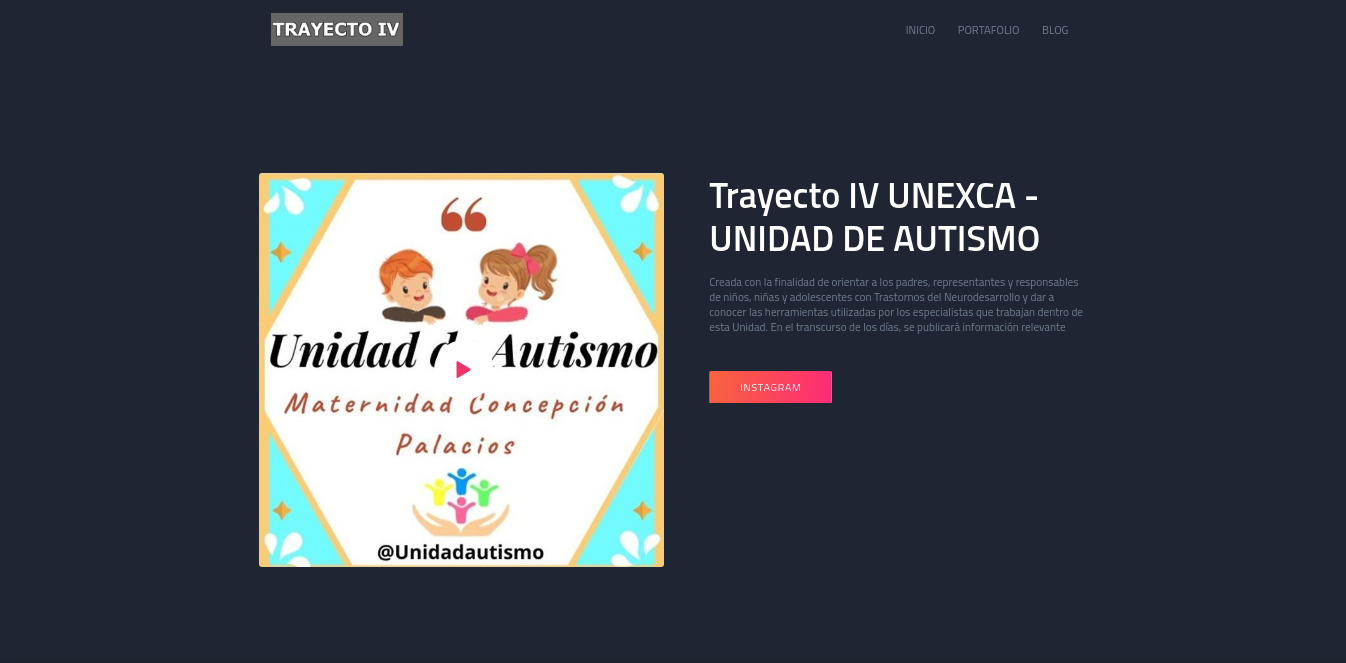 TRAYECTO IV
INICIO PORTAFOLIO BLOG
Unidad de Autismo
Maternidad Concepción
Palacios
@Unidadautismo
Trayecto IV UNEXCA -
UNIDAD DE AUTISMO
Creada con la finalidad de orientar a los padres, representantes y responsables
de niños, niñas y adolescentes con Trastornos del Neurodesarrollo y dar a
conocer las herramientas utilizadas por los especialistas que trabajan dentro de
esta Unidad. En el transcurso de los días, se publicará información relevante
INSTAGRAM